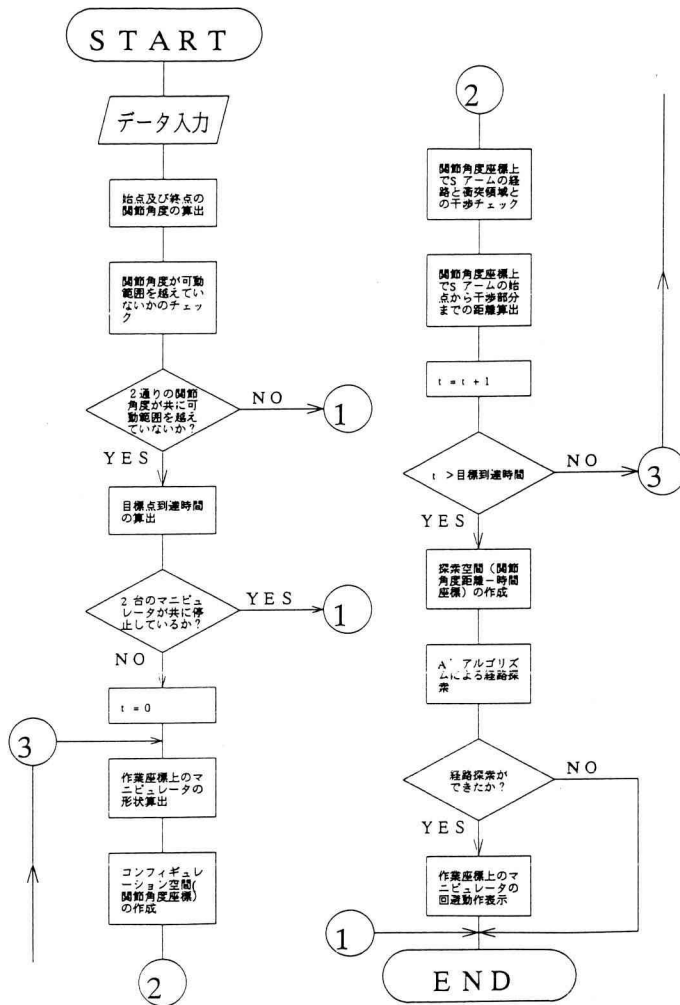 START
データ入力
始点及び終点の
関節角度の算出
関節角度が可動
範囲を越えてい
ないかのチェッ
ク
2通りの関節
角度が共に可
動範囲を越え
ていないか?
NO
1
YES
目標点到達時間
の算出
2台のマニピュ
レータが共に停
止しているか?
YES
1
NO
t = 0
3
作業座標上のマ
ニピュレータの
形状算出
コンフィギュレ
ーション空間(
関節角度座標)
の作成
2
2
関節角度座標上
でS アームの経
路と衝突領域と
の干渉チェック
関節角度座標上
でS アームの始
点から干渉部分
までの距離算出
t = t + 1
t >目標到達時間
NO
3
YES
探索空間(関節
角度距離−時間
座標)の作成
A* アルゴリズ
ムによる経路探
索
経路探索が
できたか?
NO
YES
作業座標上のマ
ニピュレータの
回避動作表示
1
END